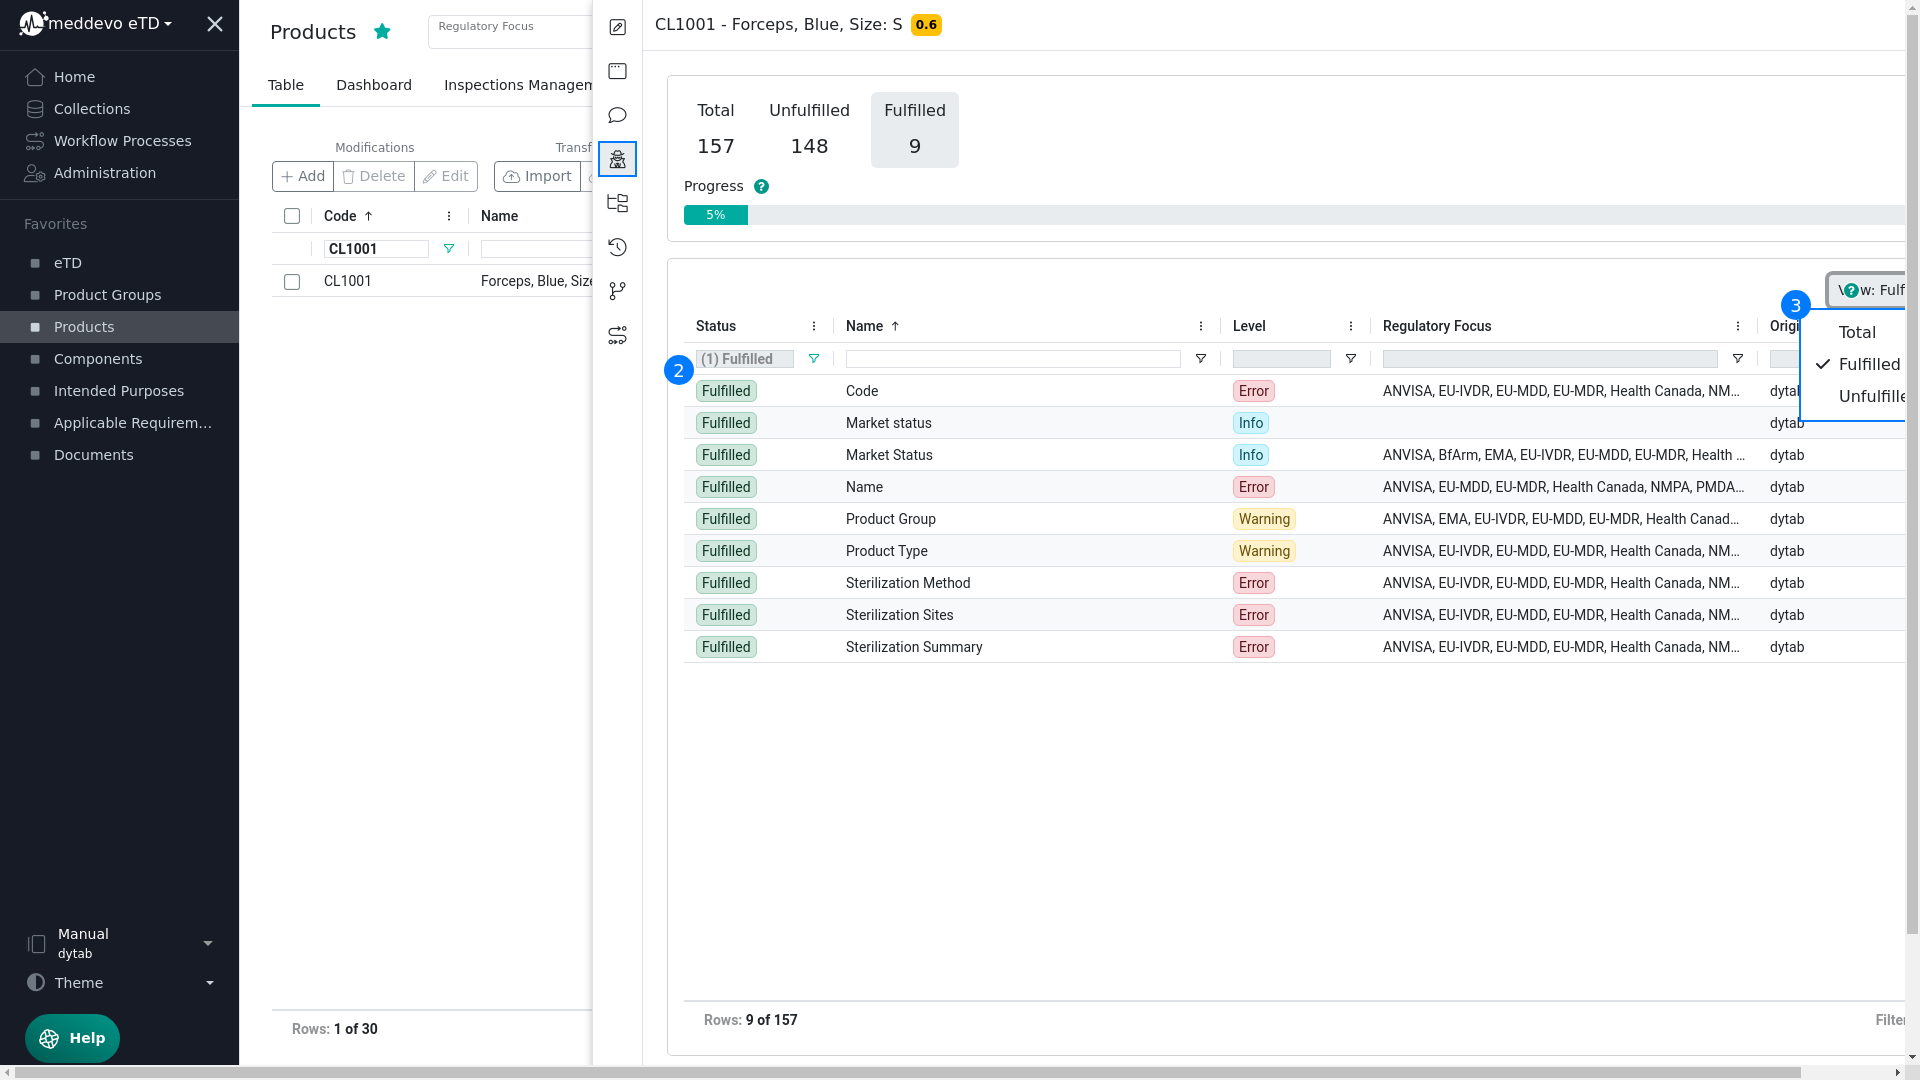 meddevo eTD
Home
Collections
Workflow Processes
Administration
Favorites
eTD
Product Groups
Products
Components
Intended Purposes
Applicable Requirem...
Documents
Manual
dytab
Theme
Help
Products
Regulatory Focus
Table Dashboard Inspections Managem
Modifications Transf
Add Delete Edit Import
Code Name
CL1001
CL1001 Forceps, Blue, Size
Rows: 1 of 30
CL1001 - Forceps, Blue, Size: S 0.6
Total Unfulfilled Fulfilled
157 148 9
Progress ?
5%
? w: Fulf
3
Total
Fulfilled
Unfulfille
Status Name Level Regulatory Focus Origi
(1) Fulfilled
2
Fulfilled Code Error ANVISA, EU-IVDR, EU-MDD, EU-MDR, Health Canada, NM... dytab
Fulfilled Market status Info dytab
Fulfilled Market Status Info ANVISA, BfArm, EMA, EU-IVDR, EU-MDD, EU-MDR, Health ... dytab
Fulfilled Name Error ANVISA, EU-MDD, EU-MDR, Health Canada, NMPA, PMDA... dytab
Fulfilled Product Group Warning ANVISA, EMA, EU-IVDR, EU-MDD, EU-MDR, Health Canad... dytab
Fulfilled Product Type Warning ANVISA, EU-IVDR, EU-MDD, EU-MDR, Health Canada, NM... dytab
Fulfilled Sterilization Method Error ANVISA, EU-IVDR, EU-MDD, EU-MDR, Health Canada, NM... dytab
Fulfilled Sterilization Sites Error ANVISA, EU-IVDR, EU-MDD, EU-MDR, Health Canada, NM... dytab
Fulfilled Sterilization Summary Error ANVISA, EU-IVDR, EU-MDD, EU-MDR, Health Canada, NM... dytab
Rows: 9 of 157 Filter